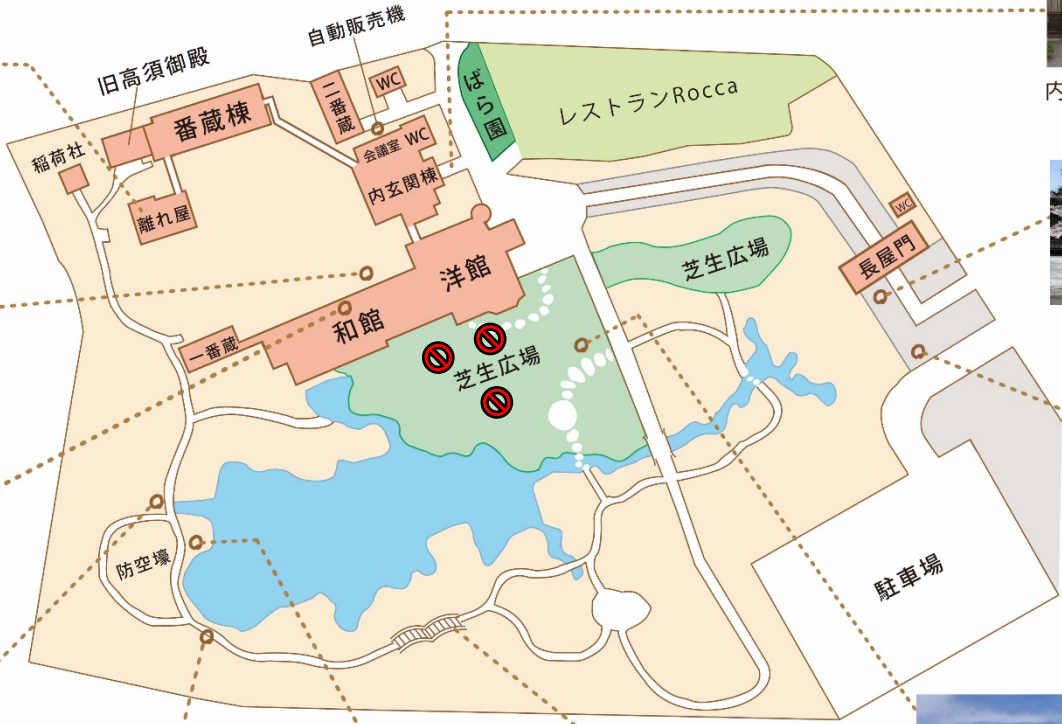 自動販売機
旧高須御殿
内
ばら園
レストランRocca
二番蔵
WC
番蔵棟
会議室 WC
内玄関棟
稲荷社
離れ屋
WC
長屋門
芝生広場
洋館
和館
一番蔵
芝生広場
防空壕
駐車場